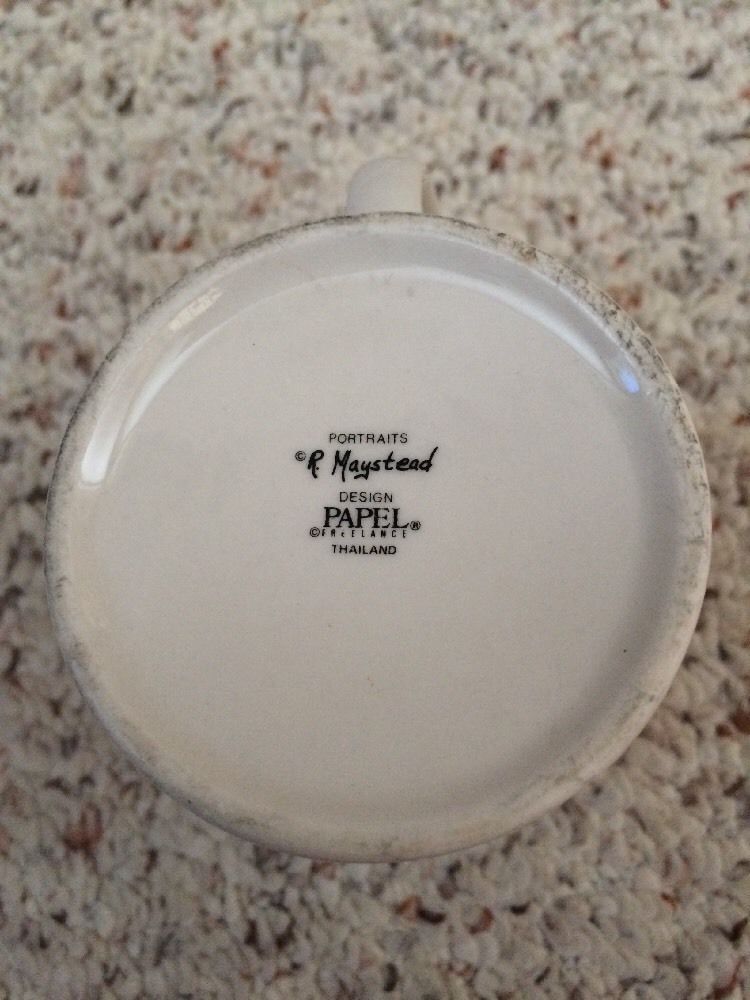 PORTRAITS
© R. Maystead
DESIGN
PAPEL®
©FReELANCE
THAILAND